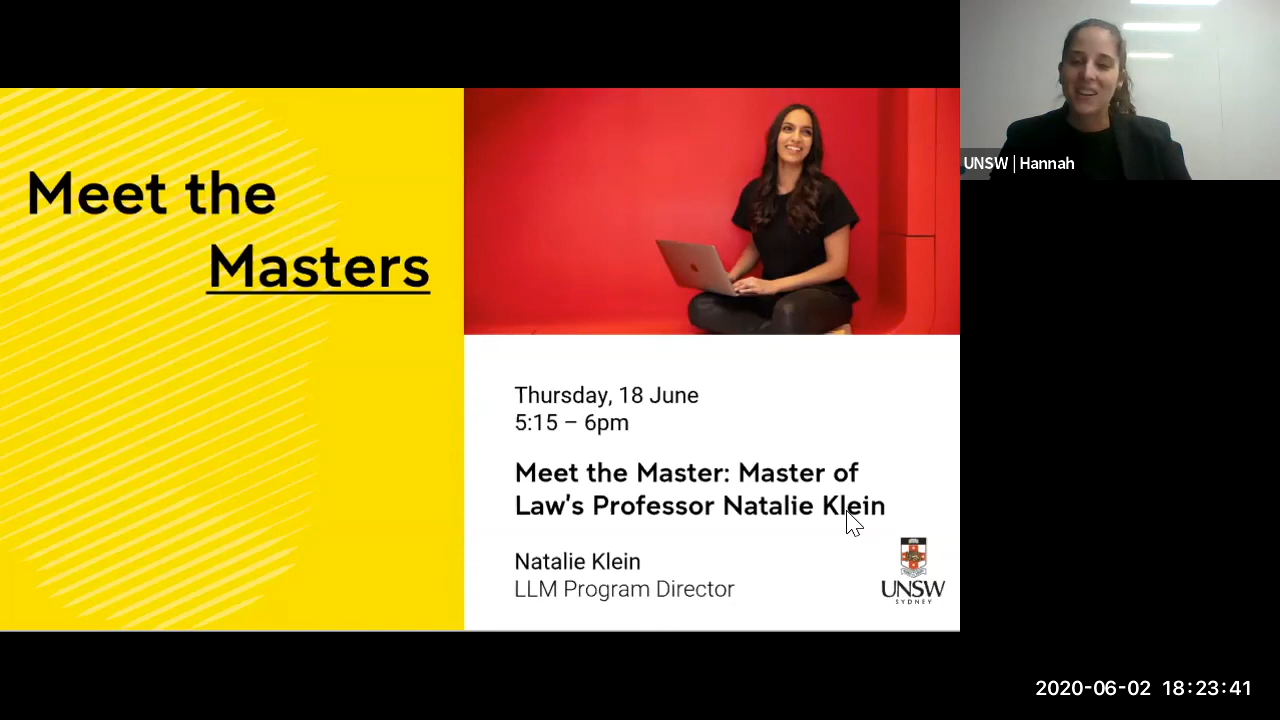 Meet the
Masters
Thursday, 18 June
5:15 – 6pm
Meet the Master: Master of
Law's Professor Natalie Klein
Natalie Klein
LLM Program Director
UNSW
SYDNEY
UNSW | Hannah
2020-06-02 18:23:41